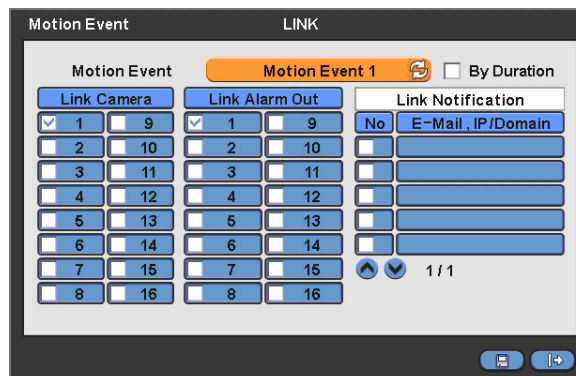 Motion Event LINK
Motion Event Motion Event 1 By Duration
Link Camera Link Alarm Out Link Notification
1 9 1 9 No E-Mail , IP/Domain
2 10 2 10
3 11 3 11
4 12 4 12
5 13 5 13
6 14 6 14
7 15 7 15 1 / 1
8 16 8 16